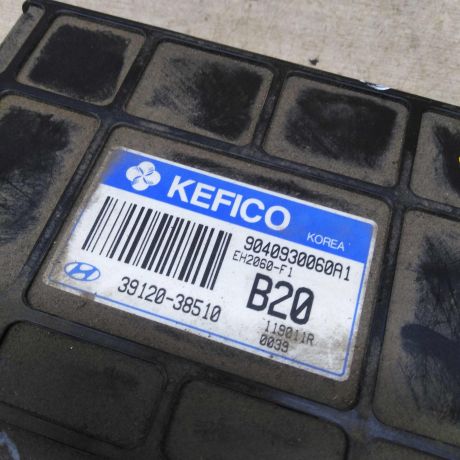 KEFICO
KOREA
9040930060A1
EH2060-F1
B20
39120-38510
119011R
0039